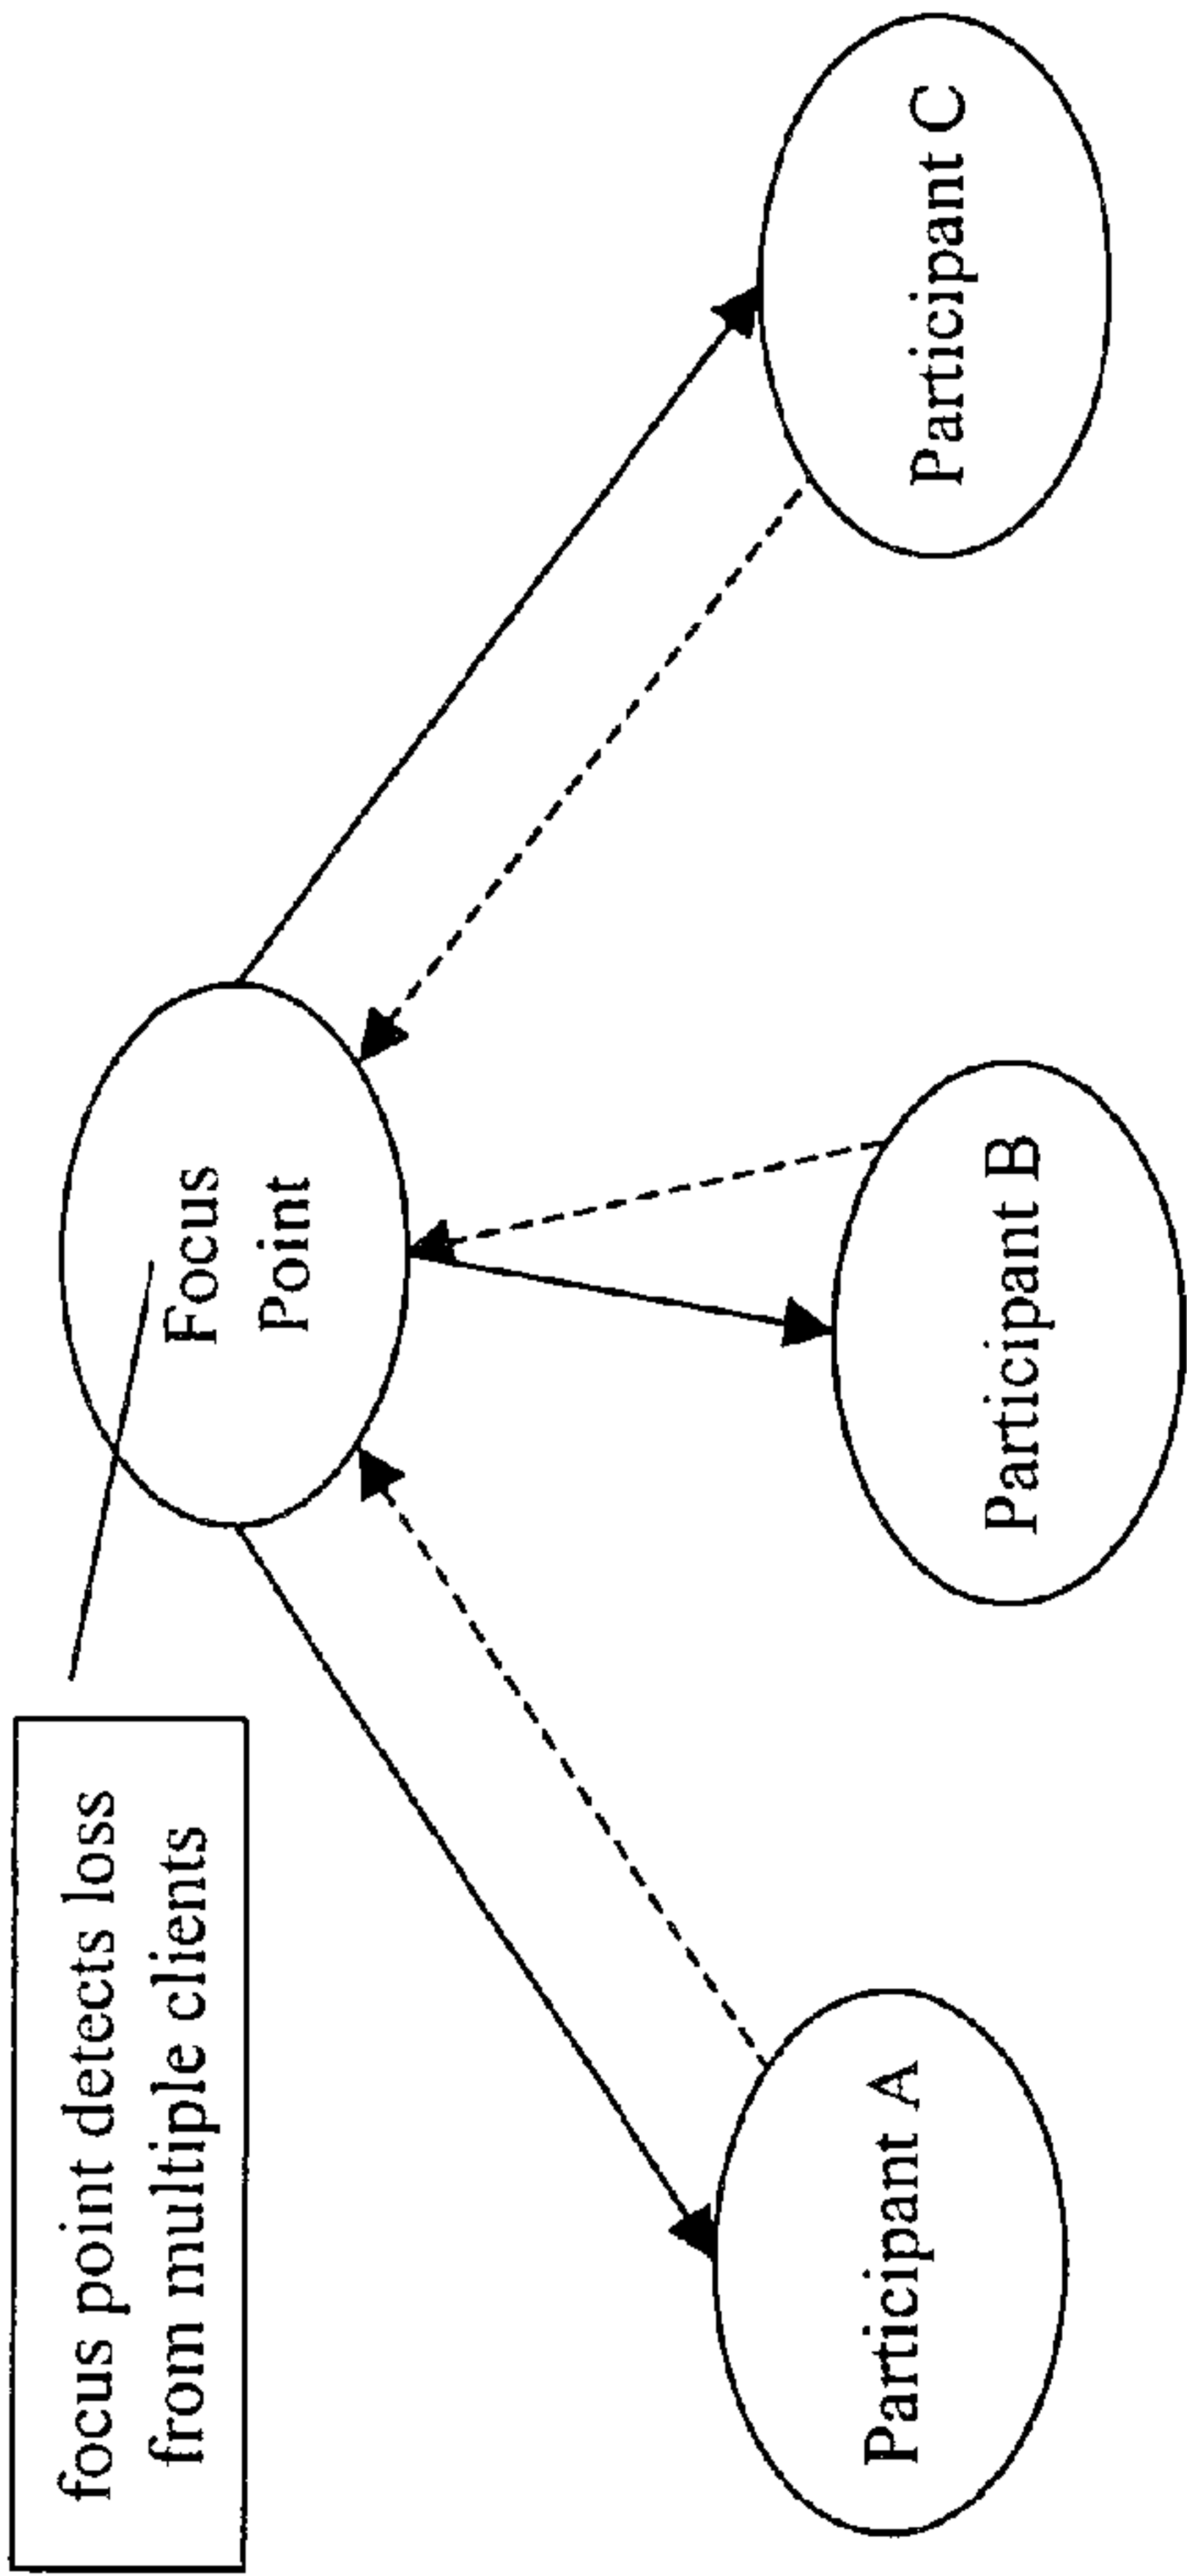 focus point detects loss
from multiple clients
Focus
Point
Participant A
Participant B
Participant C